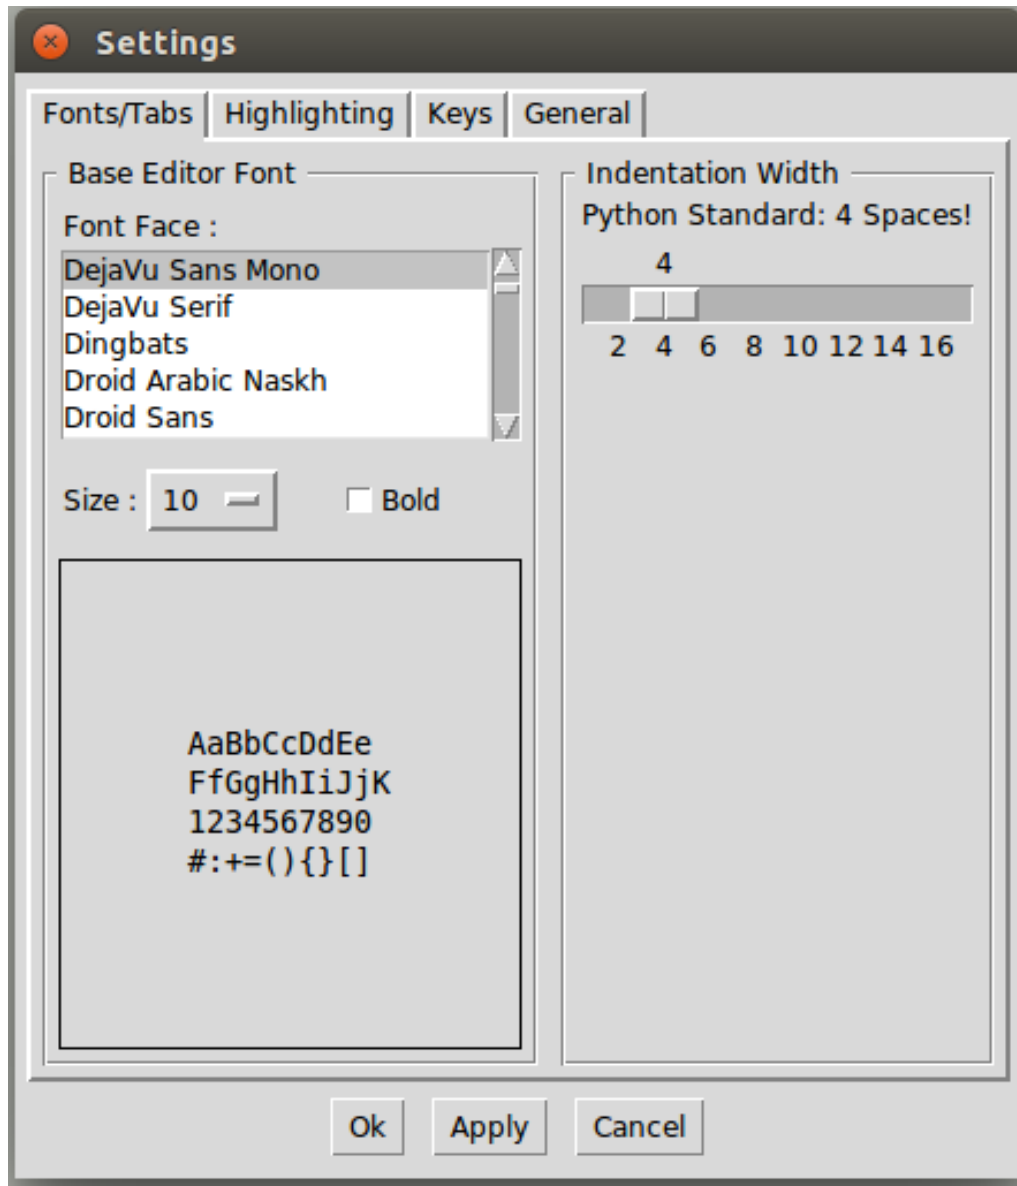 Settings
Fonts/Tabs Highlighting Keys General
Base Editor Font
Font Face :
DejaVu Sans Mono
DejaVu Serif
Dingbats
Droid Arabic Naskh
Droid Sans
Size : 10 Bold
AaBbCcDdEe
FfGgHhIiJjK
1234567890
#:+=(){}[]
Indentation Width
Python Standard: 4 Spaces!
4
2 4 6 8 10 12 14 16
Ok Apply Cancel